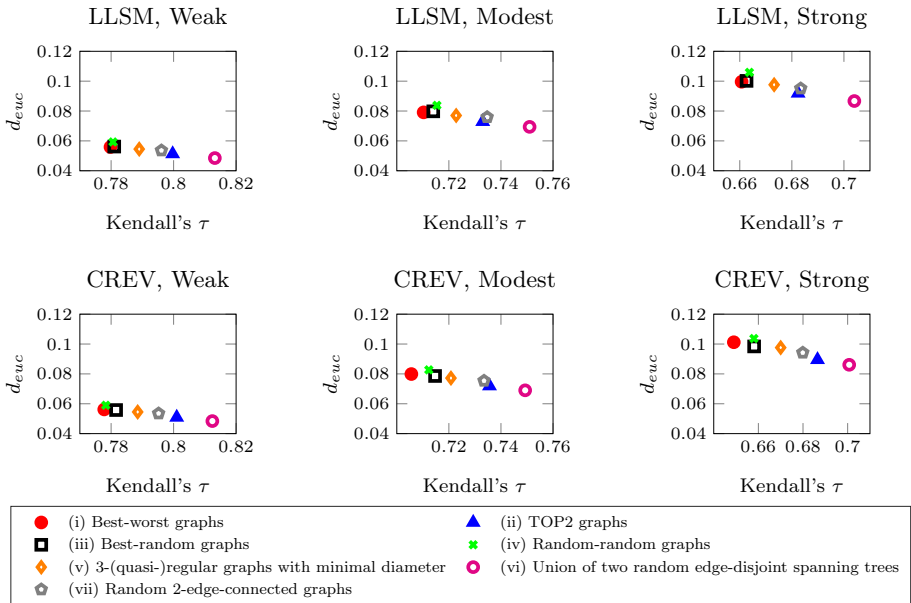 LLSM, Weak
LLSM, Modest
LLSM, Strong
0.12
0.1
0.08
0.06
0.04
d_euc
0.78
0.8
0.82
Kendall's τ
0.12
0.1
0.08
0.06
0.04
d_euc
0.72
0.74
0.76
Kendall's τ
0.12
0.1
0.08
0.06
0.04
d_euc
0.66
0.68
0.7
Kendall's τ
CREV, Weak
CREV, Modest
CREV, Strong
0.12
0.1
0.08
0.06
0.04
d_euc
0.78
0.8
0.82
Kendall's τ
0.12
0.1
0.08
0.06
0.04
d_euc
0.72
0.74
0.76
Kendall's τ
0.12
0.1
0.08
0.06
0.04
d_euc
0.66
0.68
0.7
Kendall's τ
(i) Best-worst graphs
(ii) TOP2 graphs
(iii) Best-random graphs
(iv) Random-random graphs
(v) 3-(quasi-)regular graphs with minimal diameter
(vi) Union of two random edge-disjoint spanning trees
(vii) Random 2-edge-connected graphs